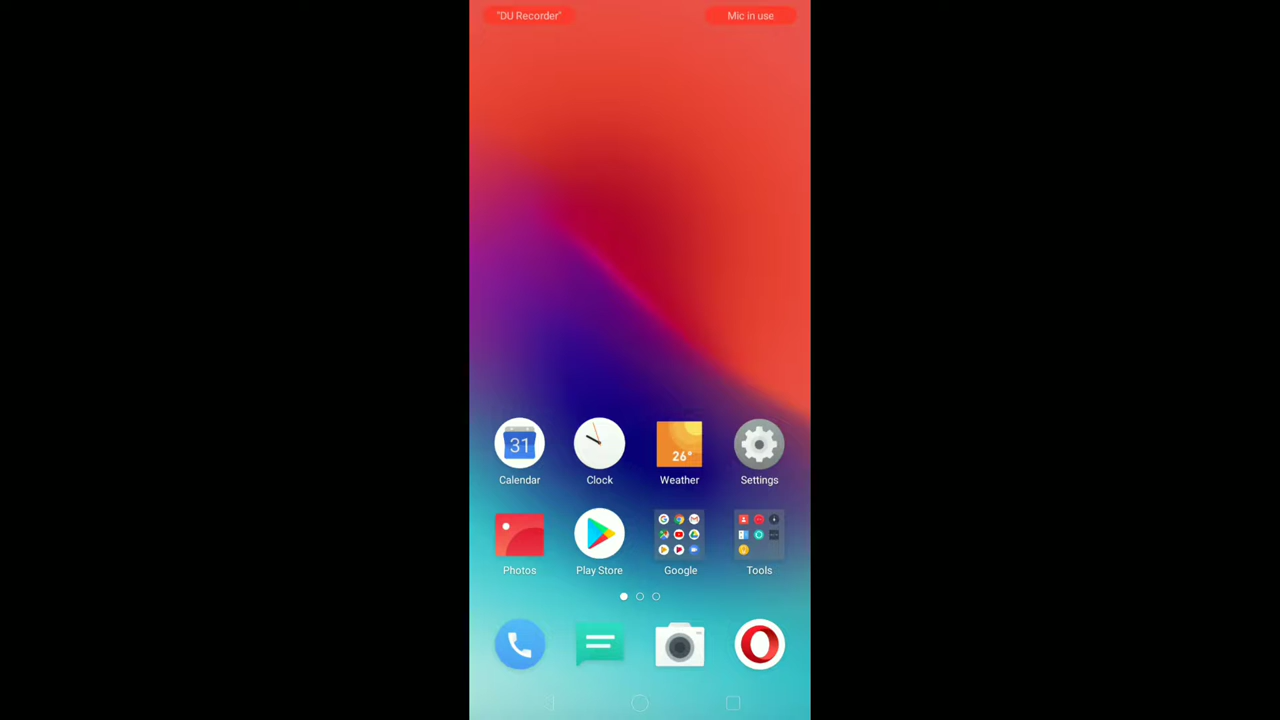 "DU Recorder" Mic in use
31 26°
Calendar Clock Weather Settings
Photos Play Store Google Tools